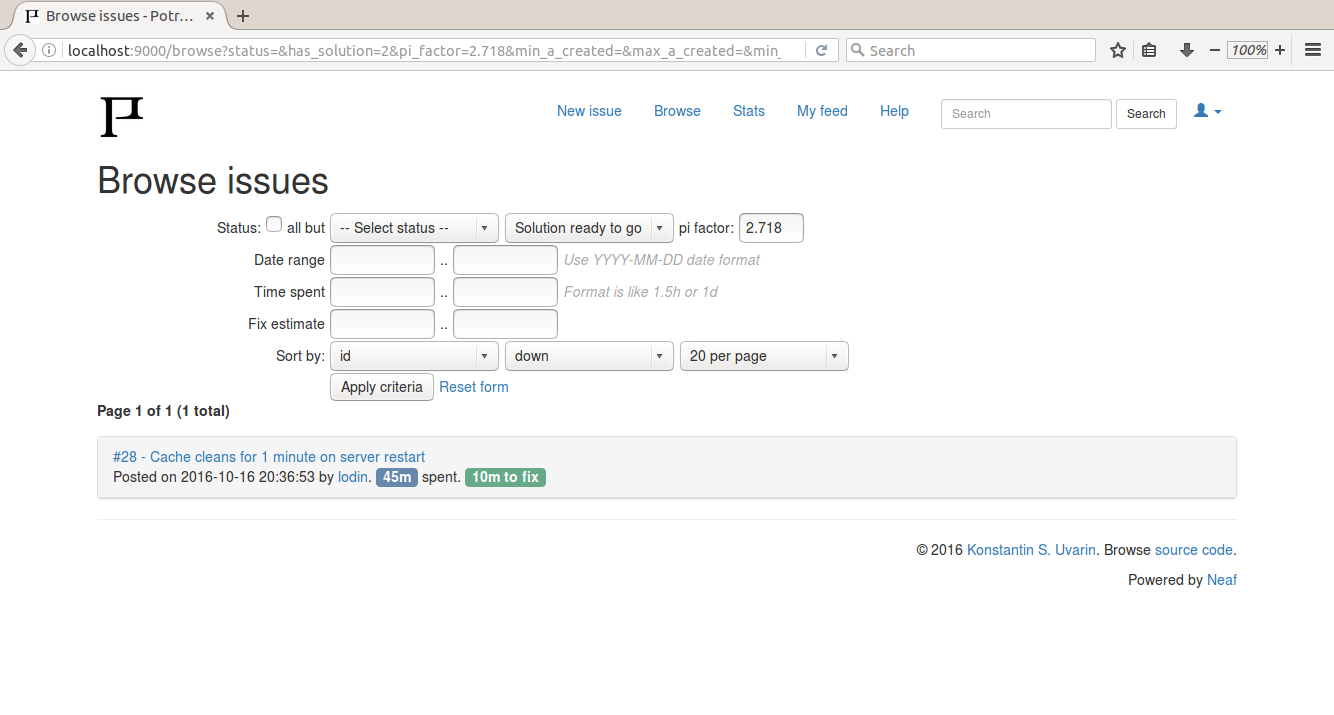 Browse issues - Potr...
localhost:9000/browse?status=&has_solution=2&pi_factor=2.718&min_a_created=&max_a_created=&min_
Search
100%
New issue Browse Stats My feed Help Search Search
Browse issues
Status: all but -- Select status -- Solution ready to go pi factor: 2.718
Date range .. Use YYYY-MM-DD date format
Time spent .. Format is like 1.5h or 1d
Fix estimate ..
Sort by: id down 20 per page
Apply criteria Reset form
Page 1 of 1 (1 total)
#28 - Cache cleans for 1 minute on server restart
Posted on 2016-10-16 20:36:53 by lodin. 45m spent. 10m to fix
© 2016 Konstantin S. Uvarin. Browse source code.
Powered by Neaf